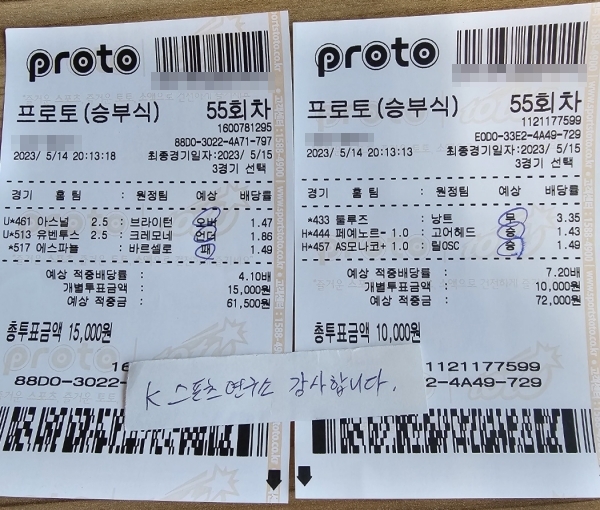 proto
프로토(승부식) 55회차
1600781295
88D0-3022-4A71-797
2023/ 5/14 20:13:18 최종경기일자:2023/ 5/15
3경기 선택
경기 홈 팀 : 원정팀 예상 배당률
U*461 아스널 2.5 : 브라이턴 1.47
U*513 유벤투스 2.5 : 크레모네 언더 1.86
*517 에스파뇰 : 바르셀로 패 1.49
예상 적중배당률 : 4.10배
개별투표금액 : 15,000원
예상 적중금 : 61,500원
총투표금액 15,000원
88D0-3022-
proto
프로토(승부식) 55회차
1121177599
E0D0-33E2-4A49-729
2023/ 5/14 20:13:13 최종경기일자:2023/ 5/15
3경기 선택
경기 홈 팀 : 원정팀 예상 배당률
*433 툴루즈 : 낭트 무 3.35
H*444 페예노르- 1.0 : 고어헤드 승 1.43
H*457 AS모나코+ 1.0 : 릴OSC 승 1.49
예상 적중배당률 : 7.20배
개별투표금액 : 10,000원
예상 적중금 : 72,000원
총투표금액 10,000원
1121177599
2-4A49-729
K 스포츠연구소 감사합니다.